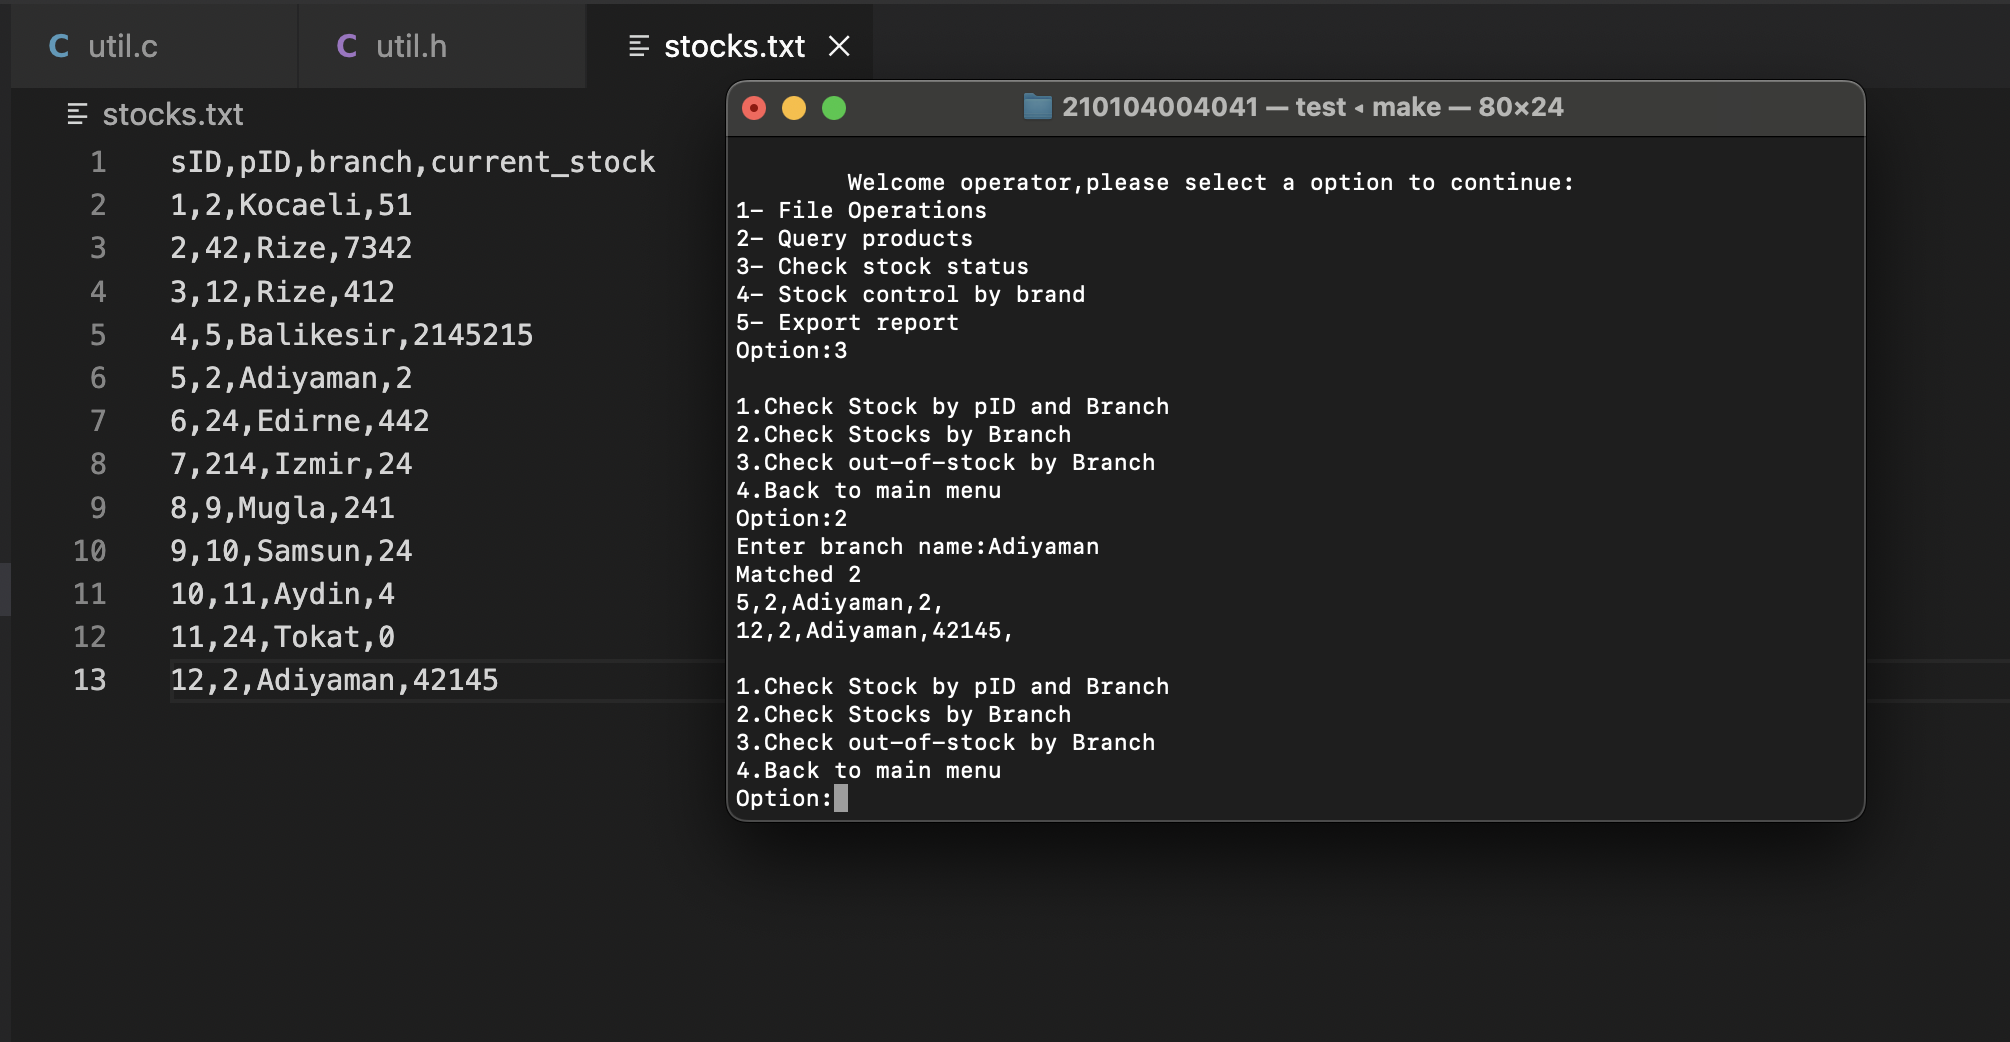 util.c
util.h
stocks.txt
stocks.txt
1 sID,pID,branch,current_stock
2 1,2,Kocaeli,51
3 2,42,Rize,7342
4 3,12,Rize,412
5 4,5,Balikesir,2145215
6 5,2,Adiyaman,2
7 6,24,Edirne,442
8 7,214,Izmir,24
9 8,9,Mugla,241
10 9,10,Samsun,24
11 10,11,Aydin,4
12 11,24,Tokat,0
13 12,2,Adiyaman,42145
210104004041 — test ◂ make — 80×24
Welcome operator,please select a option to continue:
1- File Operations
2- Query products
3- Check stock status
4- Stock control by brand
5- Export report
Option:3
1.Check Stock by pID and Branch
2.Check Stocks by Branch
3.Check out-of-stock by Branch
4.Back to main menu
Option:2
Enter branch name:Adiyaman
Matched 2
5,2,Adiyaman,2,
12,2,Adiyaman,42145,
1.Check Stock by pID and Branch
2.Check Stocks by Branch
3.Check out-of-stock by Branch
4.Back to main menu
Option: